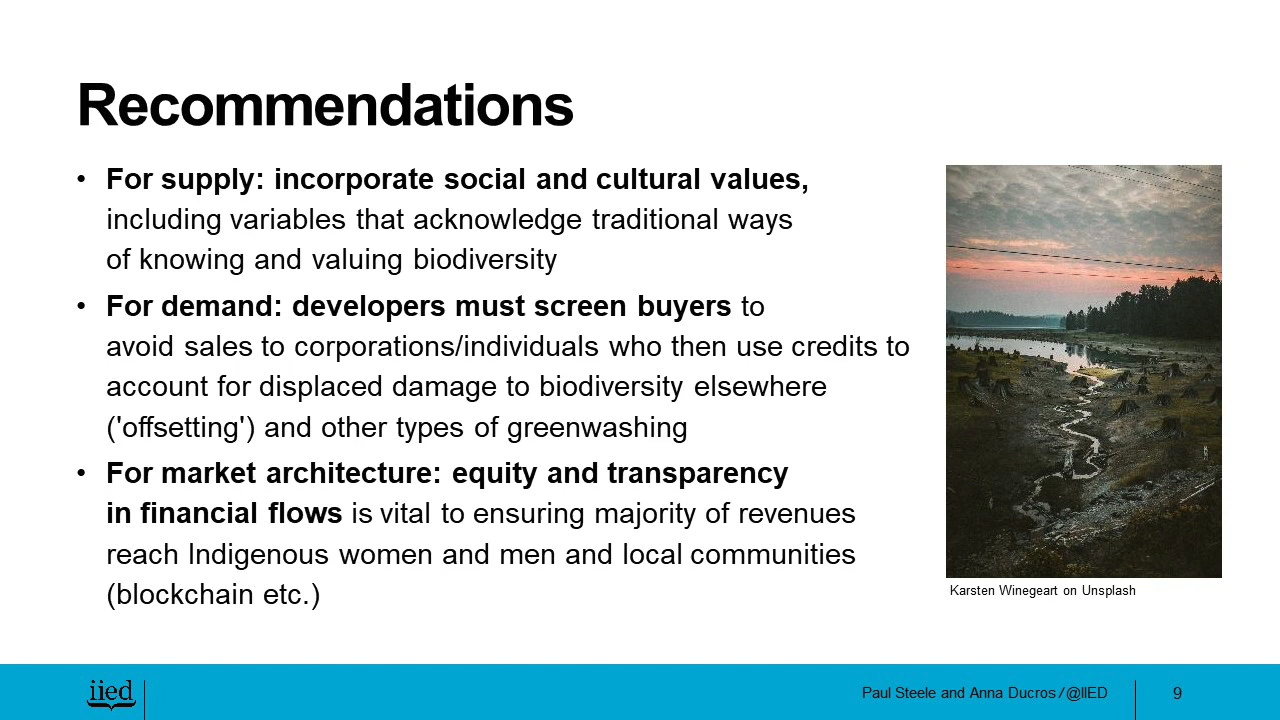 Recommendations
• For supply: incorporate social and cultural values,
including variables that acknowledge traditional ways
of knowing and valuing biodiversity
• For demand: developers must screen buyers to
avoid sales to corporations/individuals who then use credits to
account for displaced damage to biodiversity elsewhere
('offsetting') and other types of greenwashing
• For market architecture: equity and transparency
in financial flows is vital to ensuring majority of revenues
reach Indigenous women and men and local communities
(blockchain etc.)
Karsten Winegeart on Unsplash
iied
Paul Steele and Anna Ducros / @IIED
9